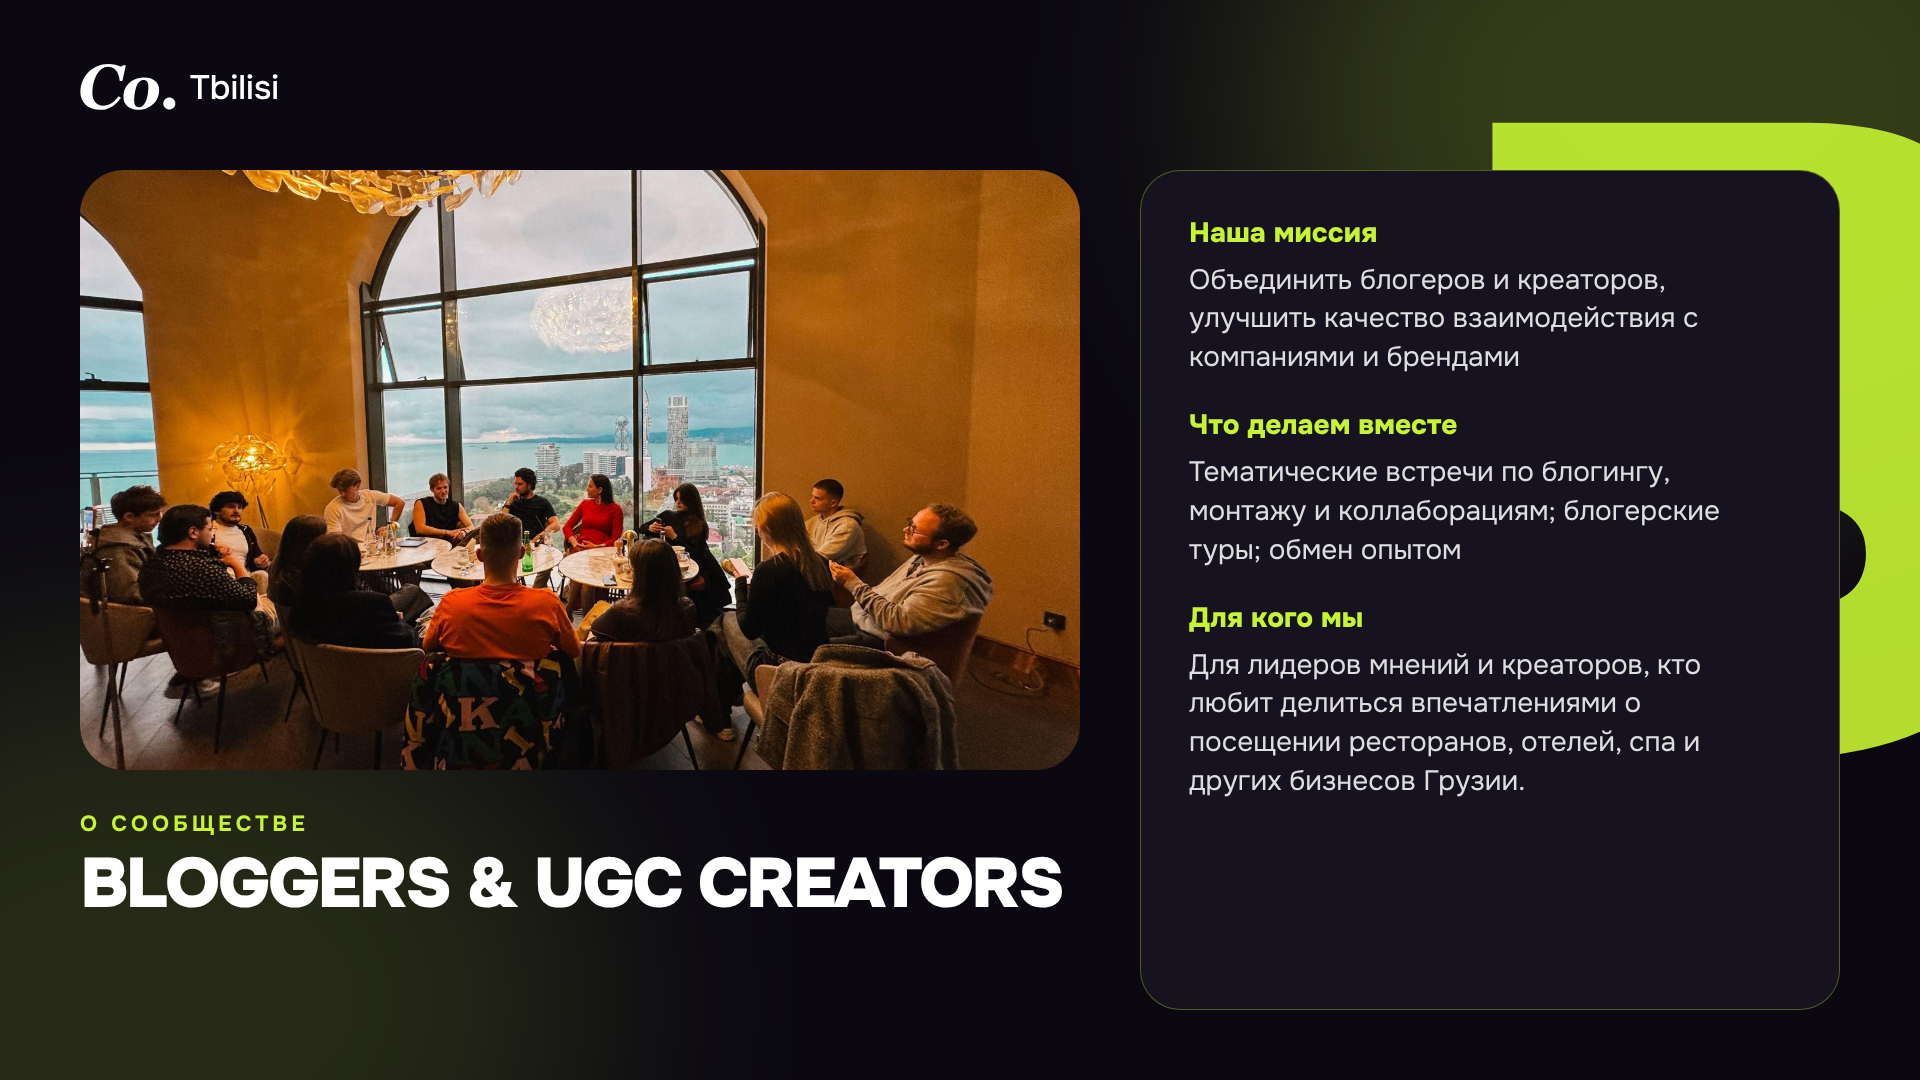 Co. Tbilisi
О СООБЩЕСТВЕ
BLOGGERS & UGC CREATORS
Наша миссия
Объединить блогеров и креаторов,
улучшить качество взаимодействия с
компаниями и брендами
Что делаем вместе
Тематические встречи по блогингу,
монтажу и коллаборациям; блогерские
туры; обмен опытом
Для кого мы
Для лидеров мнений и креаторов, кто
любит делиться впечатлениями о
посещении ресторанов, отелей, спа и
других бизнесов Грузии.